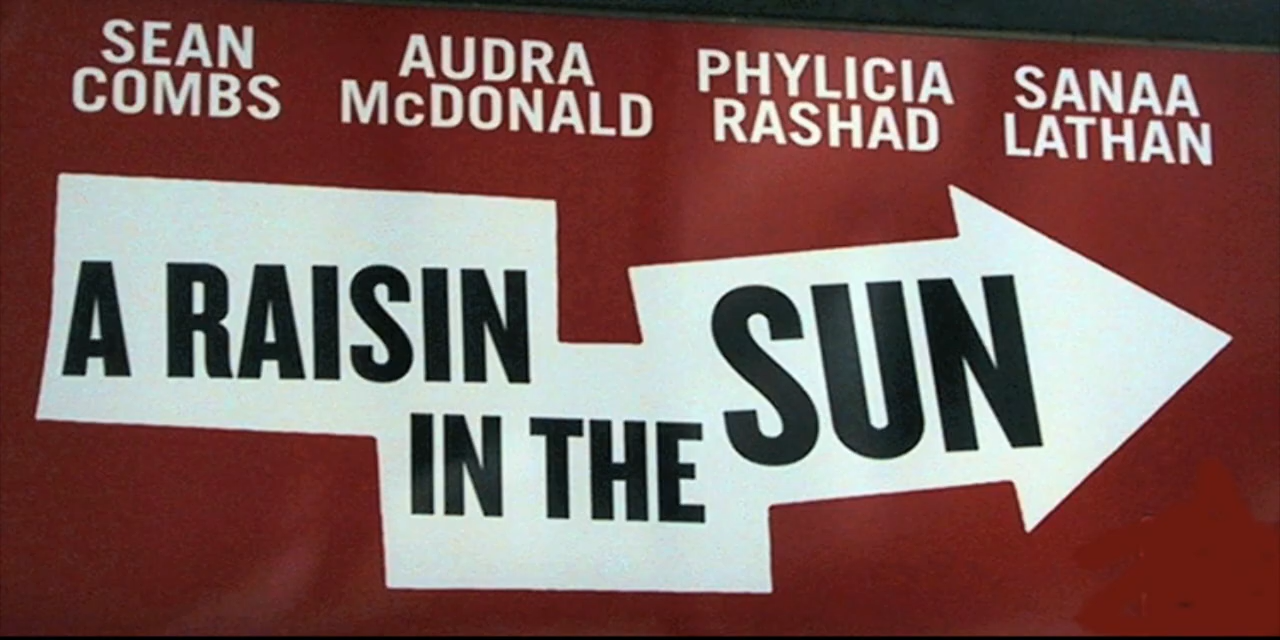 SEAN
COMBS
AUDRA
McDONALD
PHYLICIA
RASHAD
SANAA
LATHAN
A RAISIN
IN THE
SUN